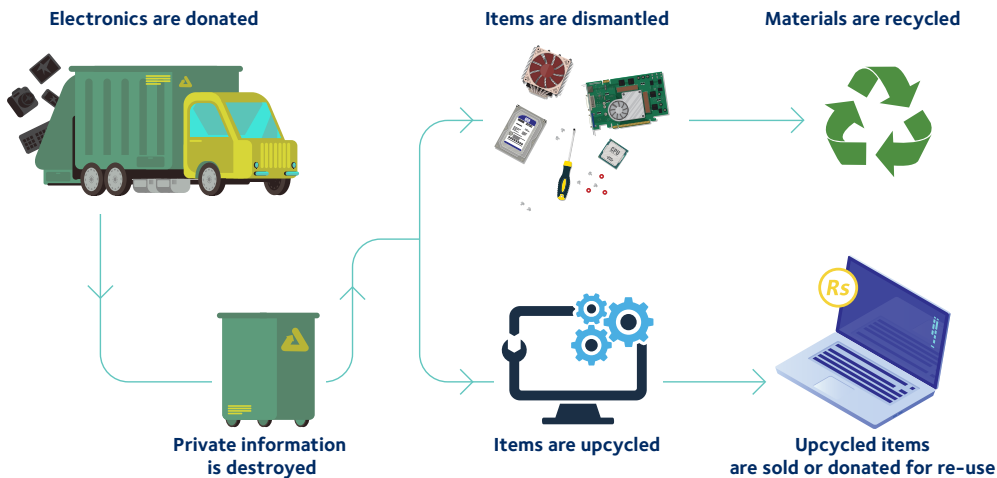 Electronics are donated
Items are dismantled
Materials are recycled
GPU
Rs
Private information
is destroyed
Items are upcycled
Upcycled items
are sold or donated for re-use